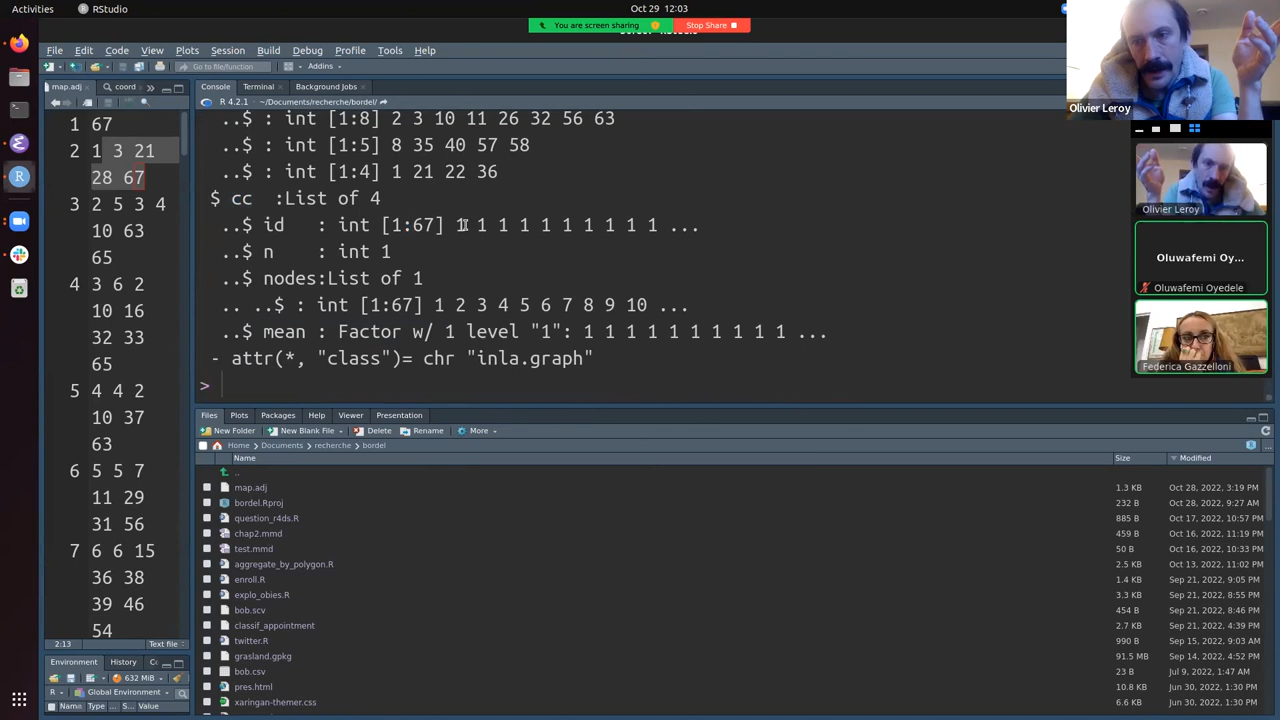 Activities
RStudio
Oct 29 12:03
You are screen sharing
Stop Share
File Edit Code View Plots Session Build Debug Profile Tools Help
Go to file/function
Addins
map.adj
coord
1 67
2 1 3 21
28 67
3 2 5 3 4
10 63
65
4 3 6 2
10 16
32 33
65
5 4 4 2
10 37
63
6 5 5 7
11 29
31 56
7 6 6 15
36 38
39 46
54
2:13
Text file
Environment
History
632 MiB
R
Global Environment
Name
Type
S...
Value
Console
Terminal
Background Jobs
R 4.2.1 · ~/Documents/recherche/bordel/
..$ : int [1:8] 2 3 10 11 26 32 56 63
..$ : int [1:5] 8 35 40 57 58
..$ : int [1:4] 1 21 22 36
$ cc :List of 4
..$ id : int [1:67] 1 1 1 1 1 1 1 1 1 1 ...
..$ n : int 1
..$ nodes:List of 1
.. ..$ : int [1:67] 1 2 3 4 5 6 7 8 9 10 ...
..$ mean : Factor w/ 1 level "1": 1 1 1 1 1 1 1 1 1 1 ...
- attr(*, "class")= chr "inla.graph"
>
Files Plots Packages Help Viewer Presentation
New Folder
New Blank File
Delete
Rename
More
Home
Documents
recherche
bordel
Name Size Modified
..
map.adj 1.3 KB Oct 28, 2022, 3:19 PM
bordel.Rproj 232 B Oct 28, 2022, 9:27 AM
question_r4ds.R 885 B Oct 17, 2022, 10:57 PM
chap2.mmd 459 B Oct 16, 2022, 11:19 PM
test.mmd 50 B Oct 16, 2022, 10:33 PM
aggregate_by_polygon.R 2.5 KB Oct 13, 2022, 11:02 PM
enroll.R 1.4 KB Sep 21, 2022, 9:05 PM
explo_obies.R 3.3 KB Sep 21, 2022, 8:55 PM
bob.scv 454 B Sep 21, 2022, 8:46 PM
classif_appointment 2.7 KB Sep 21, 2022, 4:39 PM
twitter.R 990 B Sep 15, 2022, 9:03 AM
grasland.gpkg 91.5 MB Sep 14, 2022, 4:52 PM
bob.csv 23 B Jul 9, 2022, 1:47 AM
pres.html 10.8 KB Jun 30, 2022, 1:30 PM
xaringan-themer.css 6.6 KB Jun 30, 2022, 1:30 PM
Olivier Leroy
Olivier Leroy
Oluwafemi Oy...
Oluwafemi Oyedele
Federica Gazzelloni